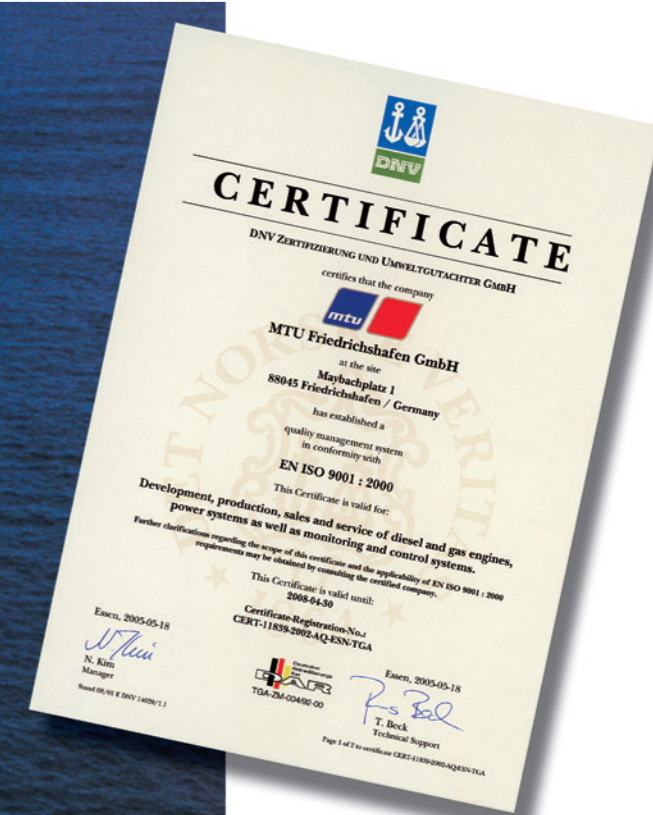 DNV
CERTIFICATE
DNV ZERTIFIZIERUNG UND UMWELTGUTACHTER GMBH
certifies that the company
mtu
MTU Friedrichshafen GmbH
at the site
Maybachplatz 1
88045 Friedrichshafen / Germany
has established a
quality management system
in conformity with
EN ISO 9001 : 2000
This Certificate is valid for:
Development, production, sales and service of diesel and gas engines,
power systems as well as monitoring and control systems.
Further clarifications regarding the scope of this certificate and the applicability of EN ISO 9001 : 2000
requirements may be obtained by consulting the certified company.
This Certificate is valid until:
2008-04-30
Certificate-Registration-No.:
CERT-11839-2002-AQ-ESN-TGA
Essen, 2005-05-18
N. Kim
Manager
Deutscher
Akkreditierungs
Rat
DAR
TGA-ZM-004/92-00
Essen, 2005-05-18
T. Beck
Technical Support
Page 1 of 2 to certificate CERT-11839-2002-AQ-ESN-TGA